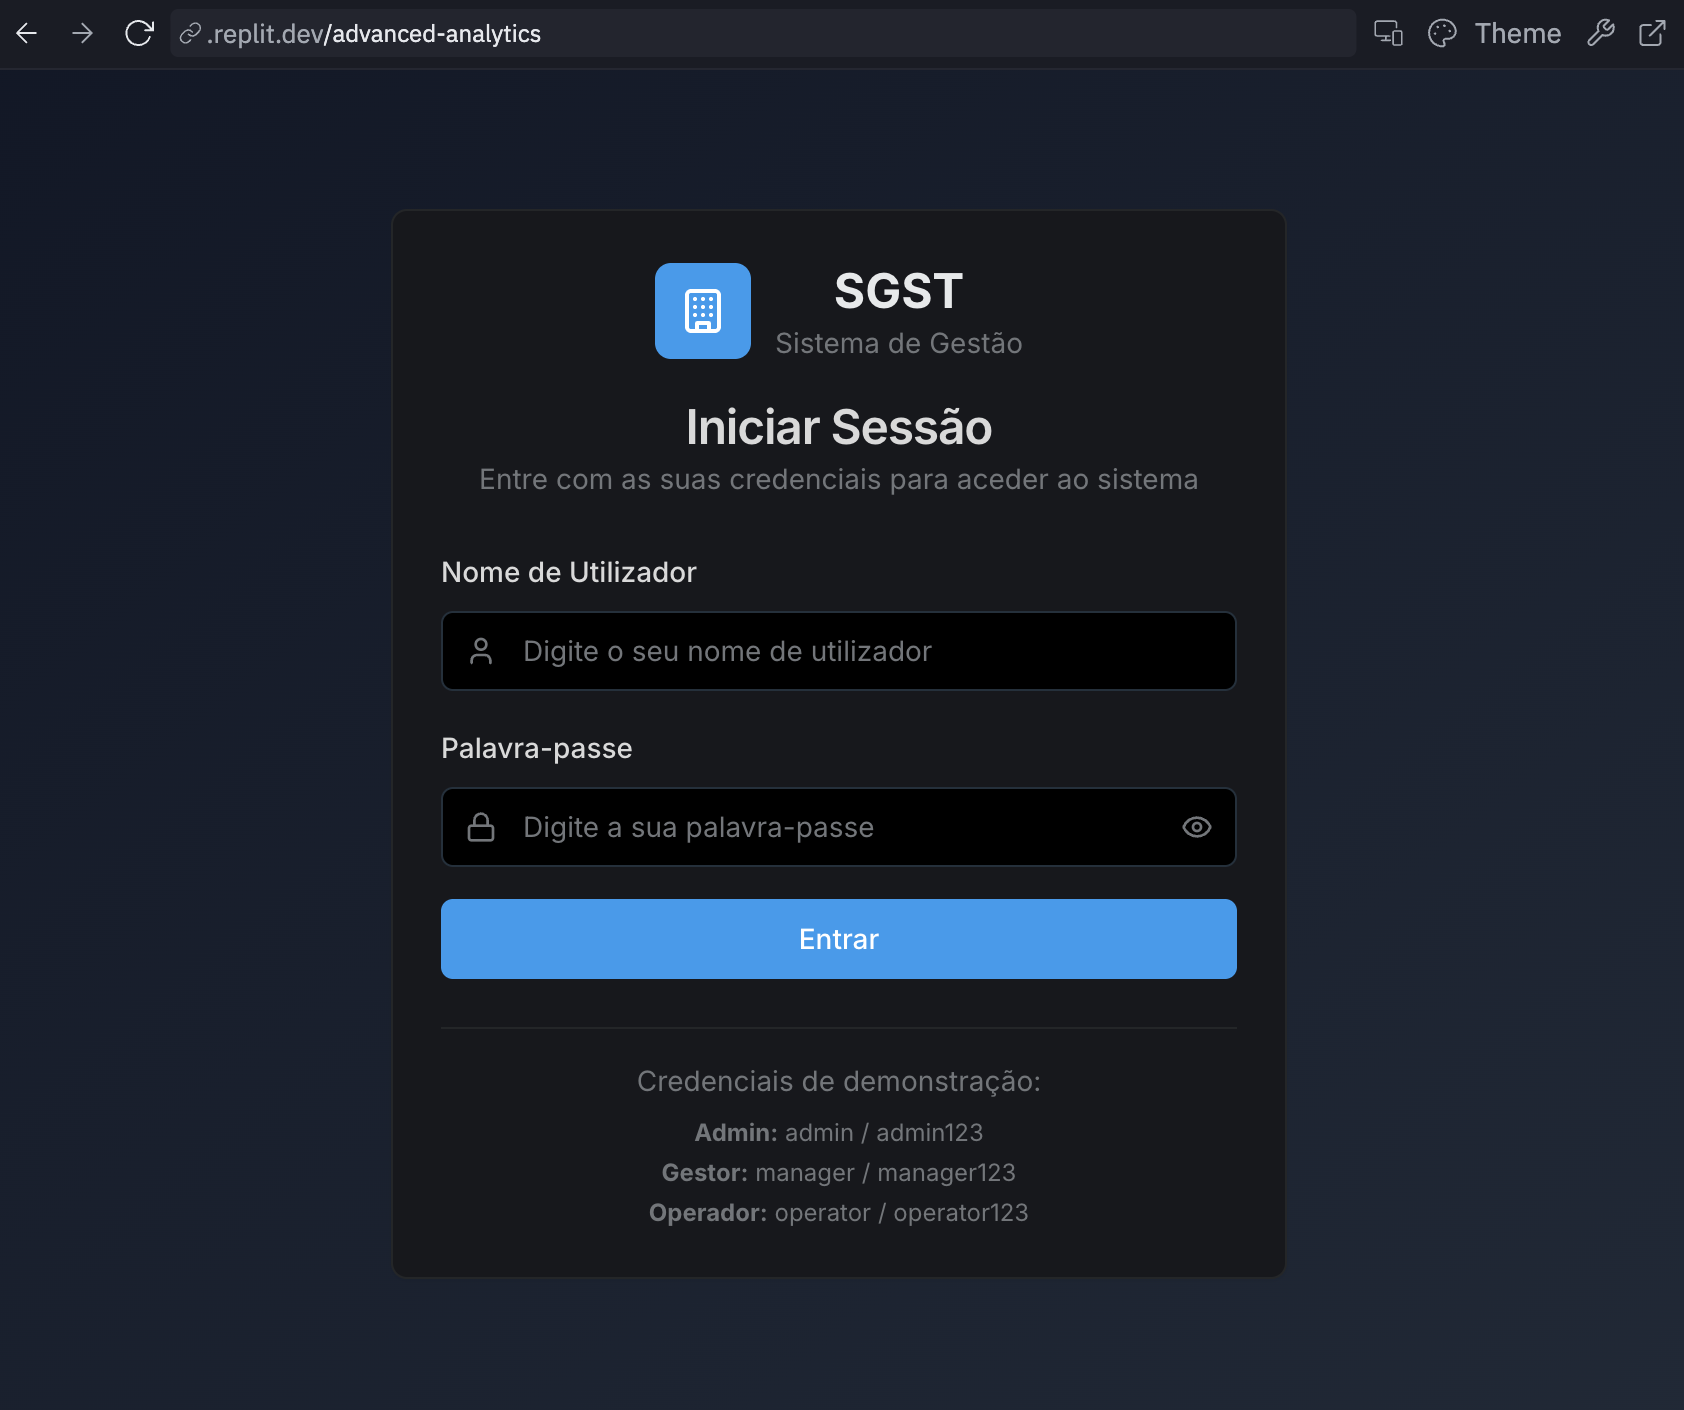 .replit.dev/advanced-analytics
Theme
SGST
Sistema de Gestão
Iniciar Sessão
Entre com as suas credenciais para aceder ao sistema
Nome de Utilizador
Digite o seu nome de utilizador
Palavra-passe
Digite a sua palavra-passe
Entrar
Credenciais de demonstração:
Admin: admin / admin123
Gestor: manager / manager123
Operador: operator / operator123